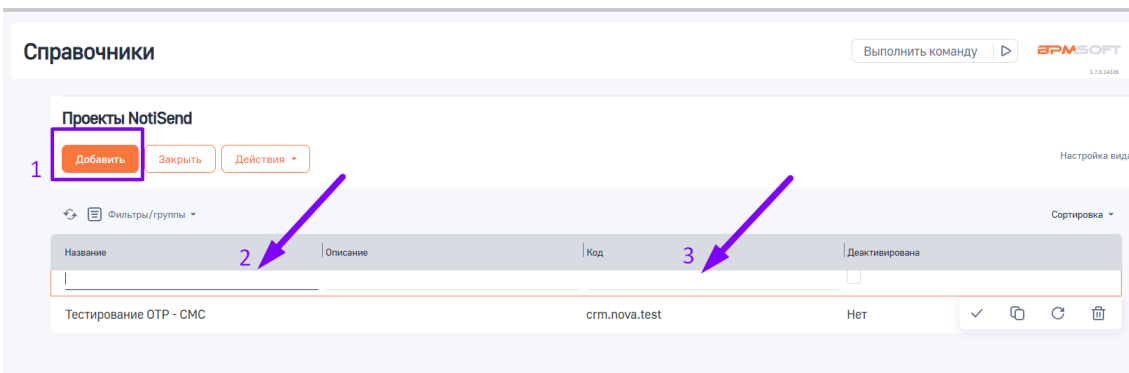 Справочники
Выполнить команду
BPMSOFT
1.7.0.14106
Проекты NotiSend
1
Добавить Закрыть Действия
Настройка вида
Фильтры/группы
Сортировка
Название Описание Код Деактивирована
2 3
Тестирование OTP - СМС crm.nova.test Нет